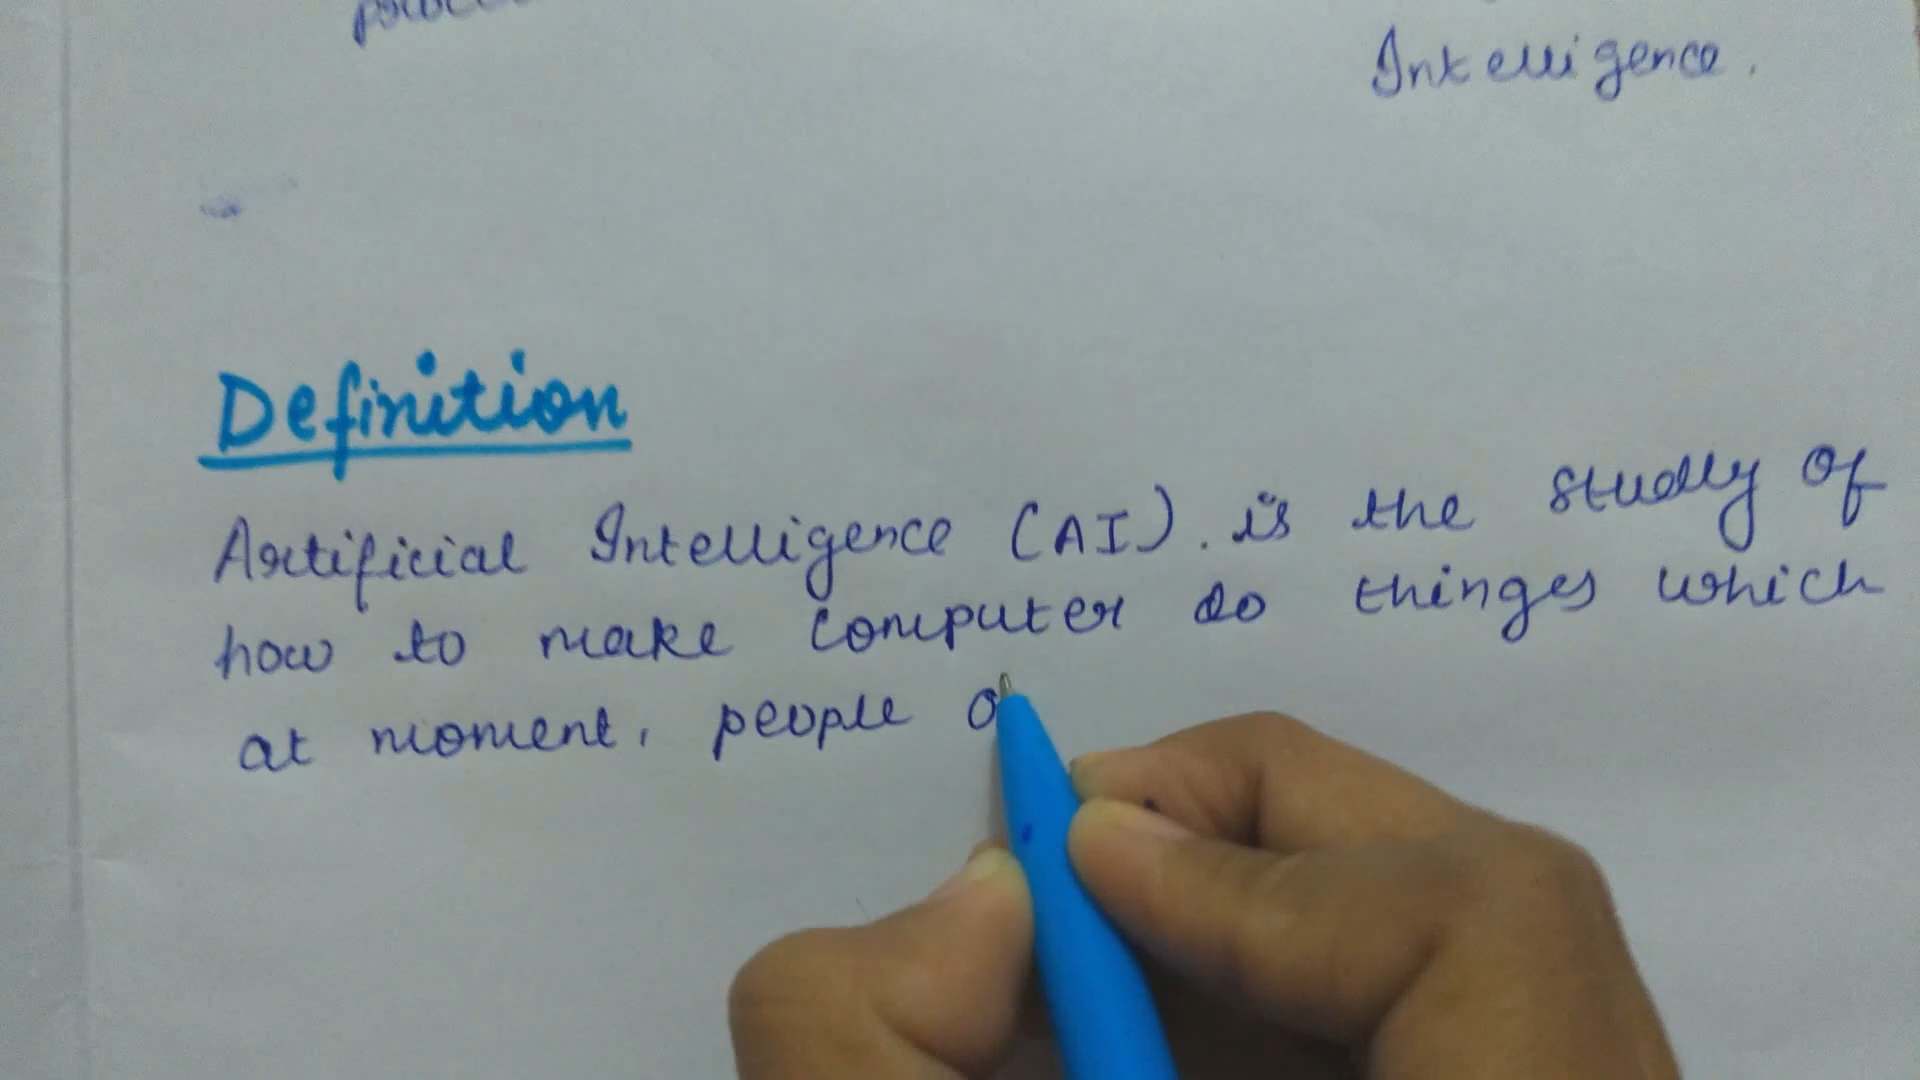 Intelligence.
Definition
Artificial Intelligence (AI). is the study of
how to make computer do thinges which
at moment, people